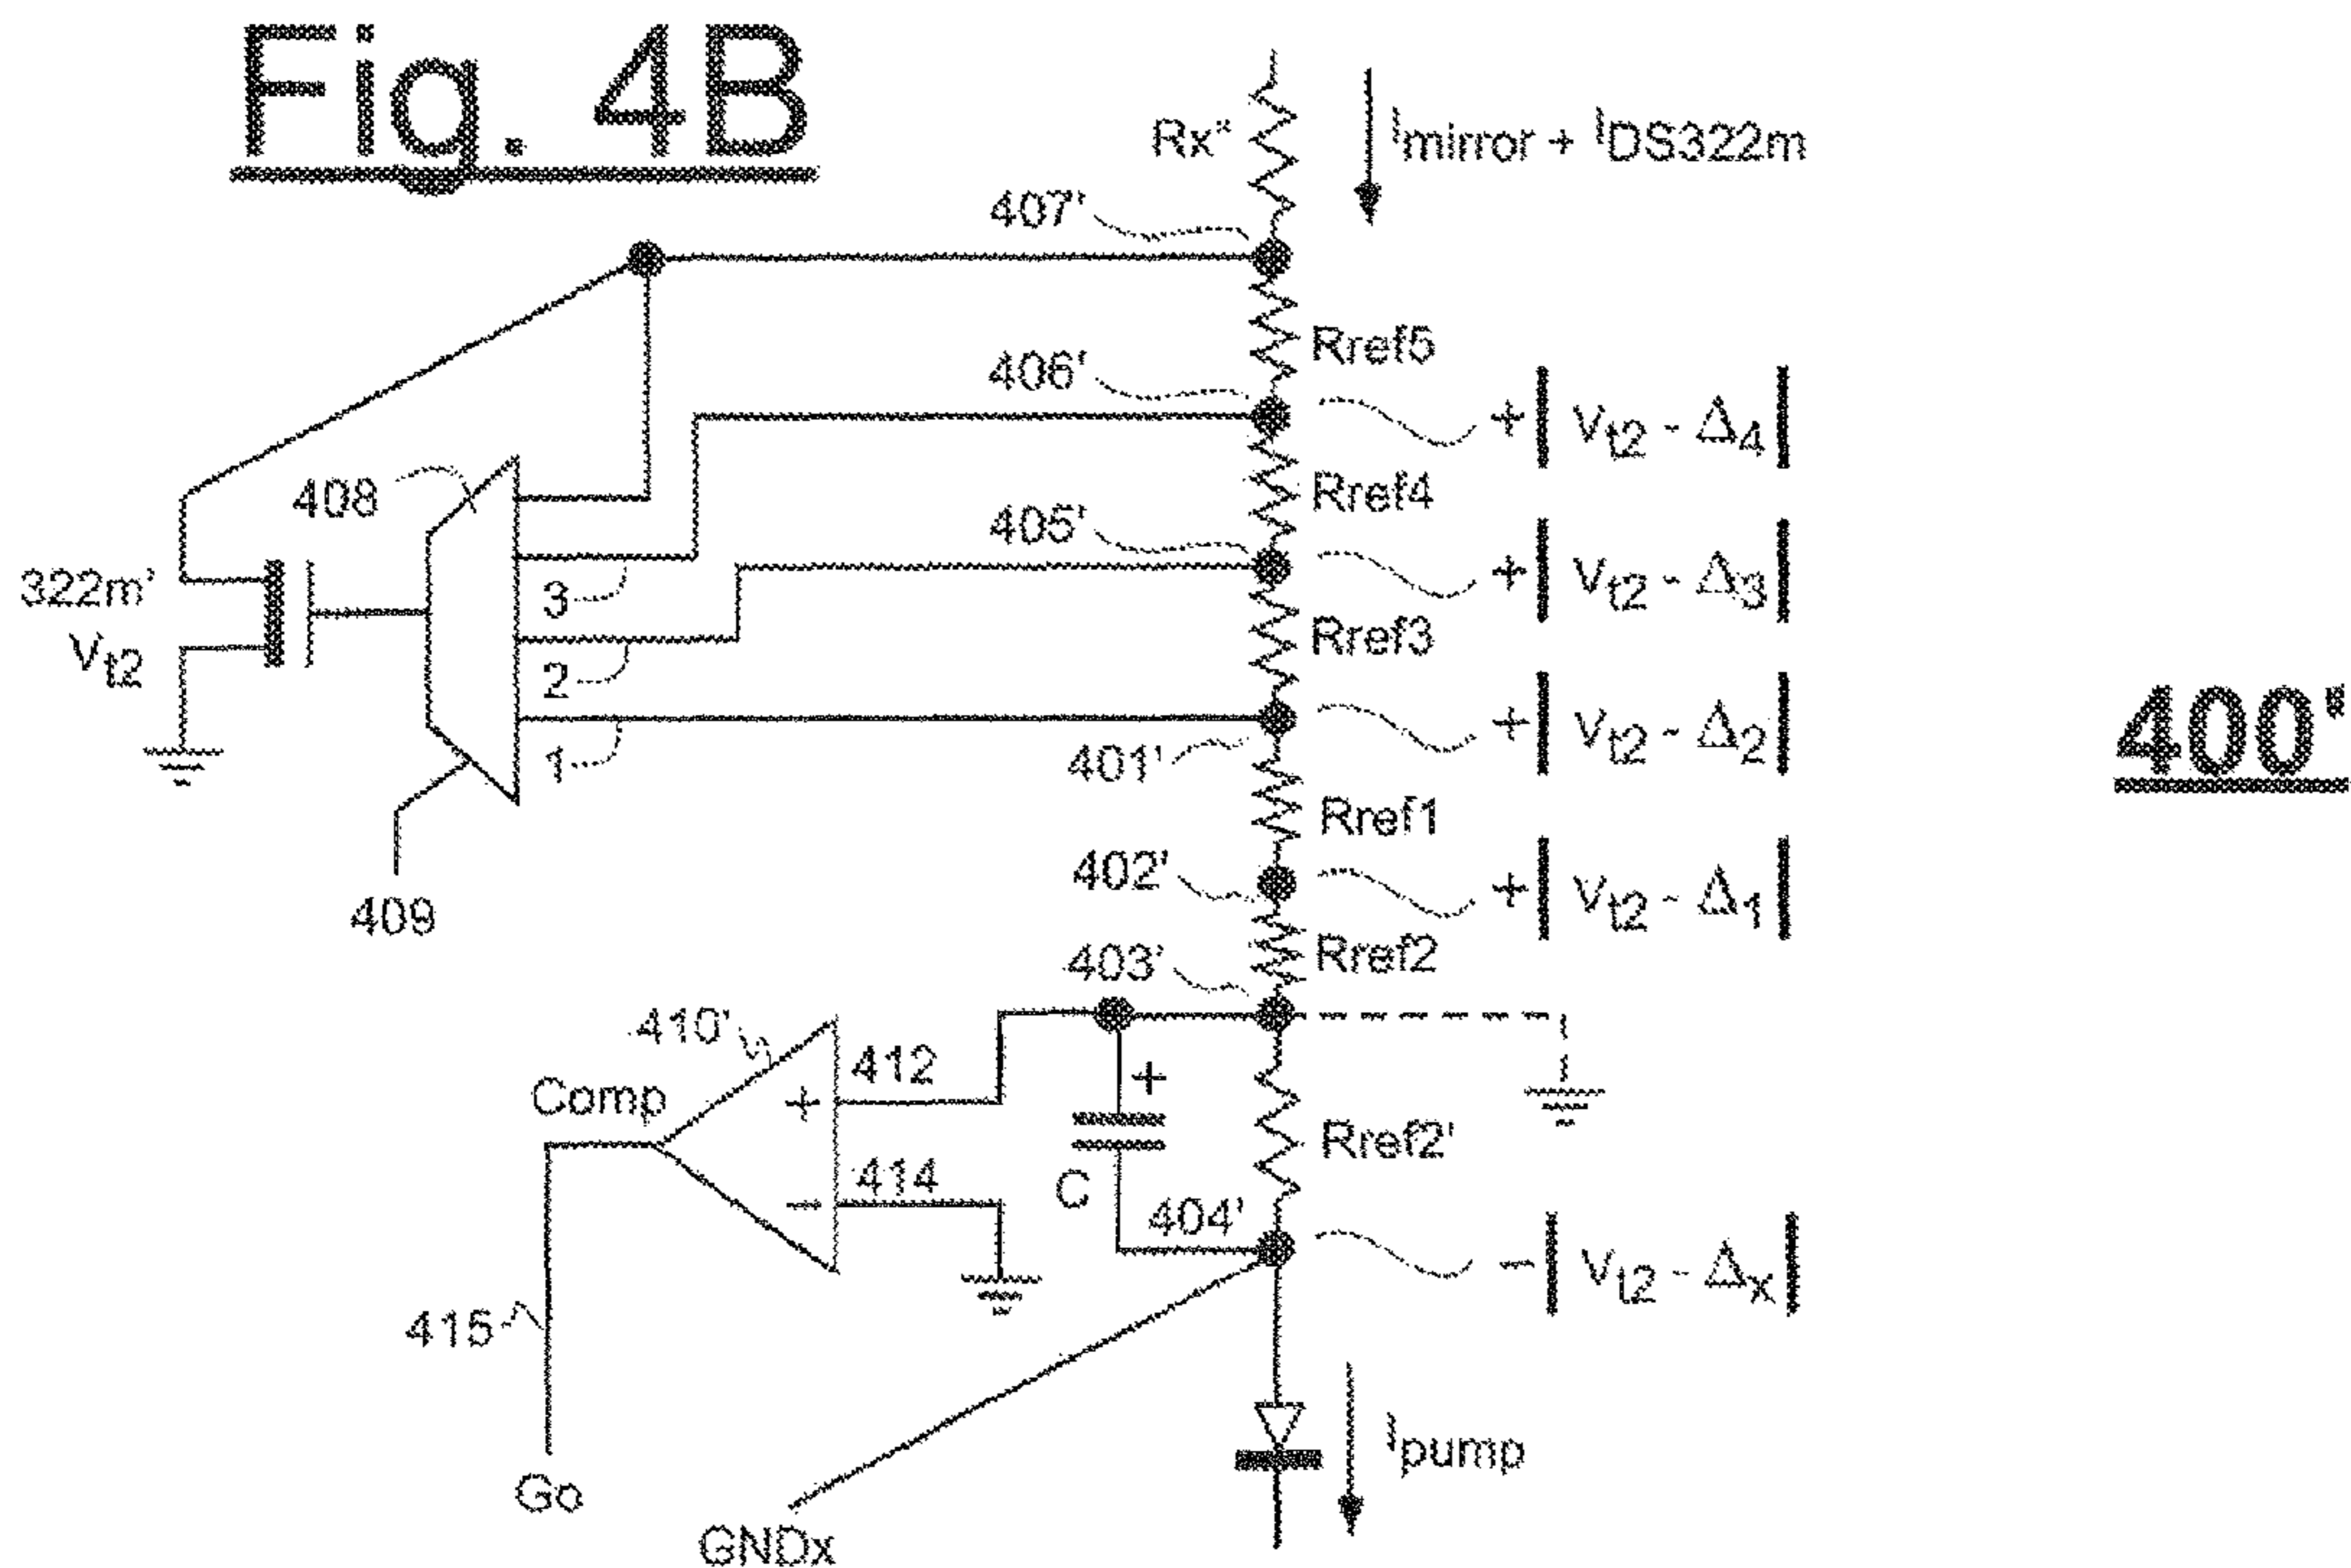 Fig. 4B
Rx"
Imirror + IDS322m
407'
Rref5
406'
+| Vt2 - Δ4|
408
Rref4
405'
+| Vt2 - Δ3|
322m'
Vt2
3
Rref3
2
+| Vt2 - Δ2|
400'
1
401'
Rref1
409
402'
+| Vt2 - Δ1|
Rref2
403'
410'
412
+
+
Comp
Rref2'
C
414
−
404'
−| Vt2 - Δx|
415
Ipump
Go
GNDx